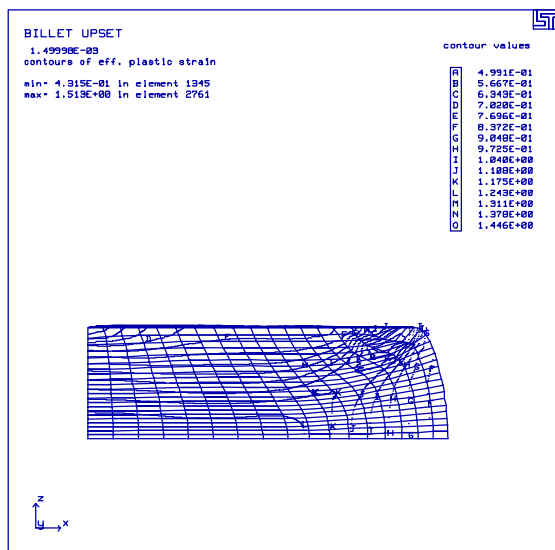 BILLET UPSET
1.49998E-03
contours of eff. plastic strain
min= 4.315E-01 in element 1345
max= 1.513E+00 in element 2761
contour values
A 4.991E-01
B 5.667E-01
C 6.343E-01
D 7.020E-01
E 7.696E-01
F 8.372E-01
G 9.048E-01
H 9.725E-01
I 1.040E+00
J 1.108E+00
K 1.175E+00
L 1.243E+00
M 1.311E+00
N 1.378E+00
O 1.446E+00
z
y x